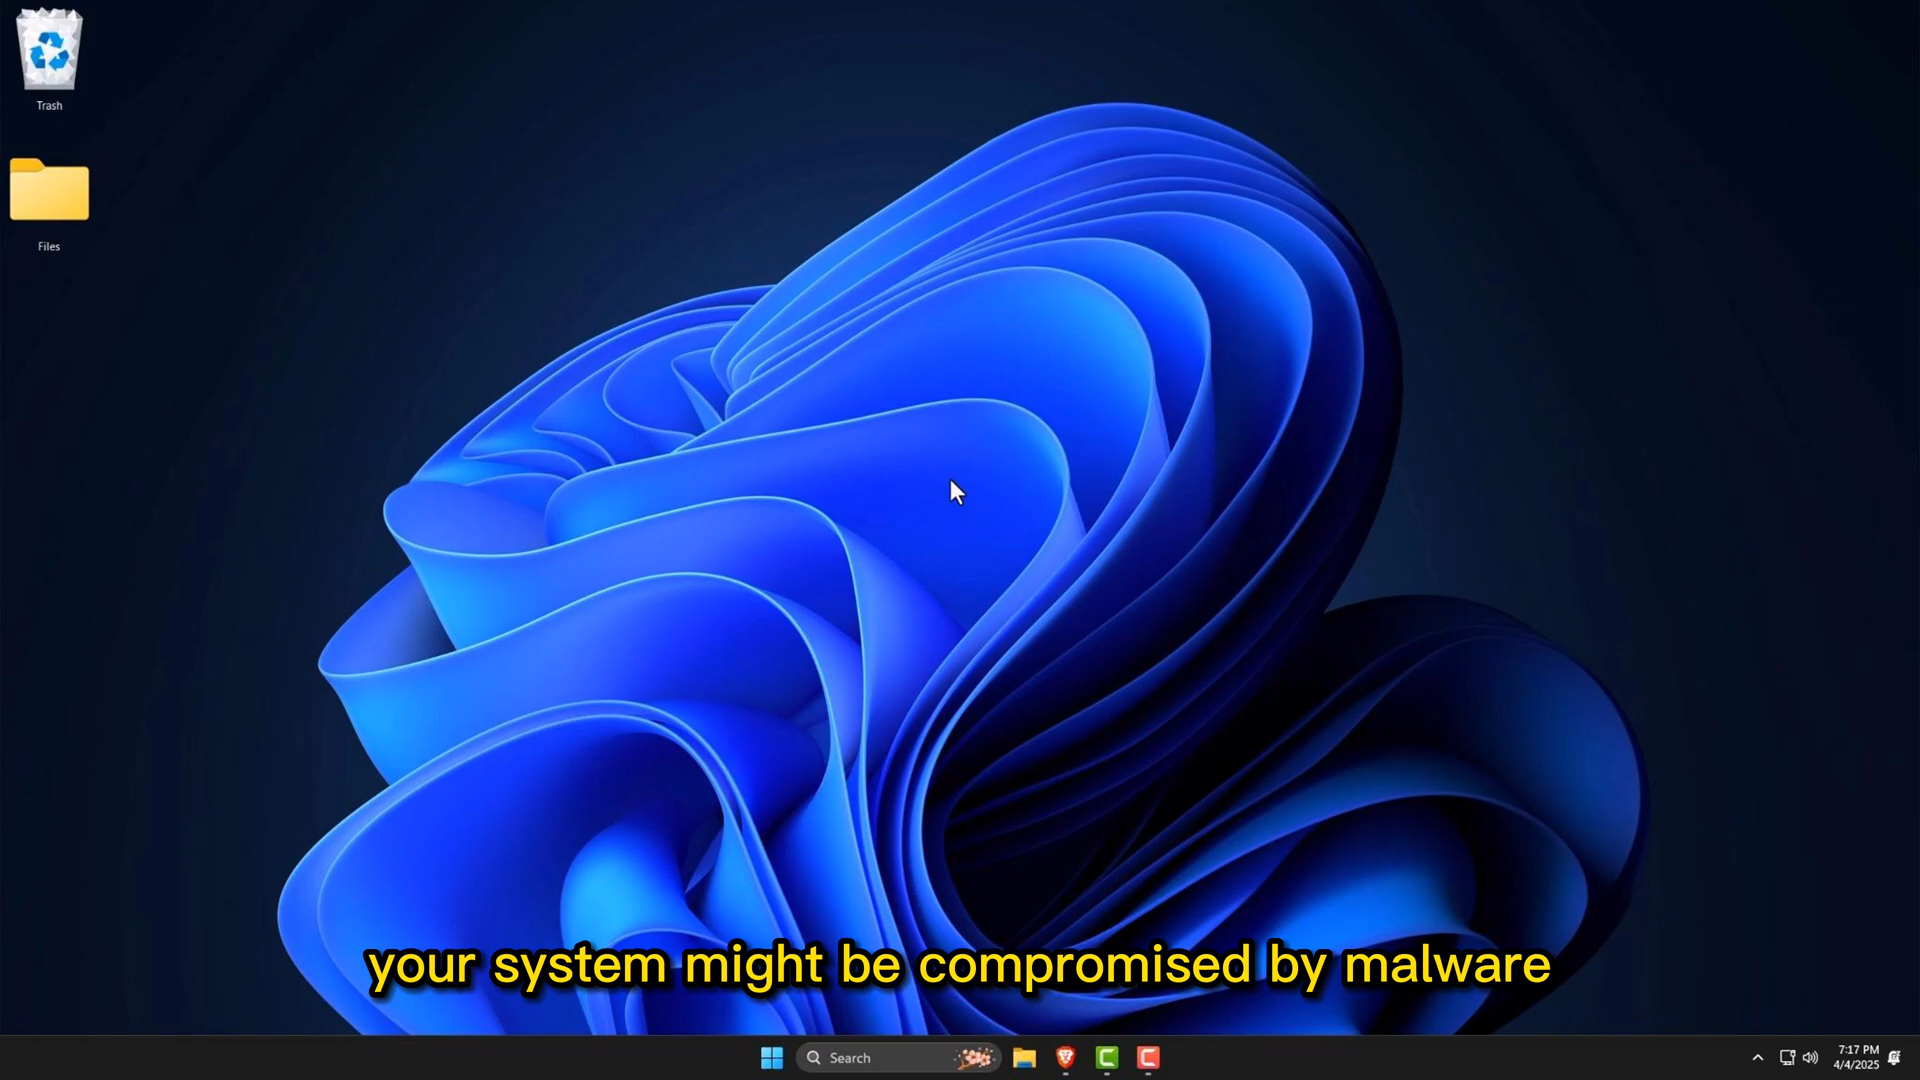 Trash
Files
your system might be compromised by malware
Search
7:17 PM
4/4/2025